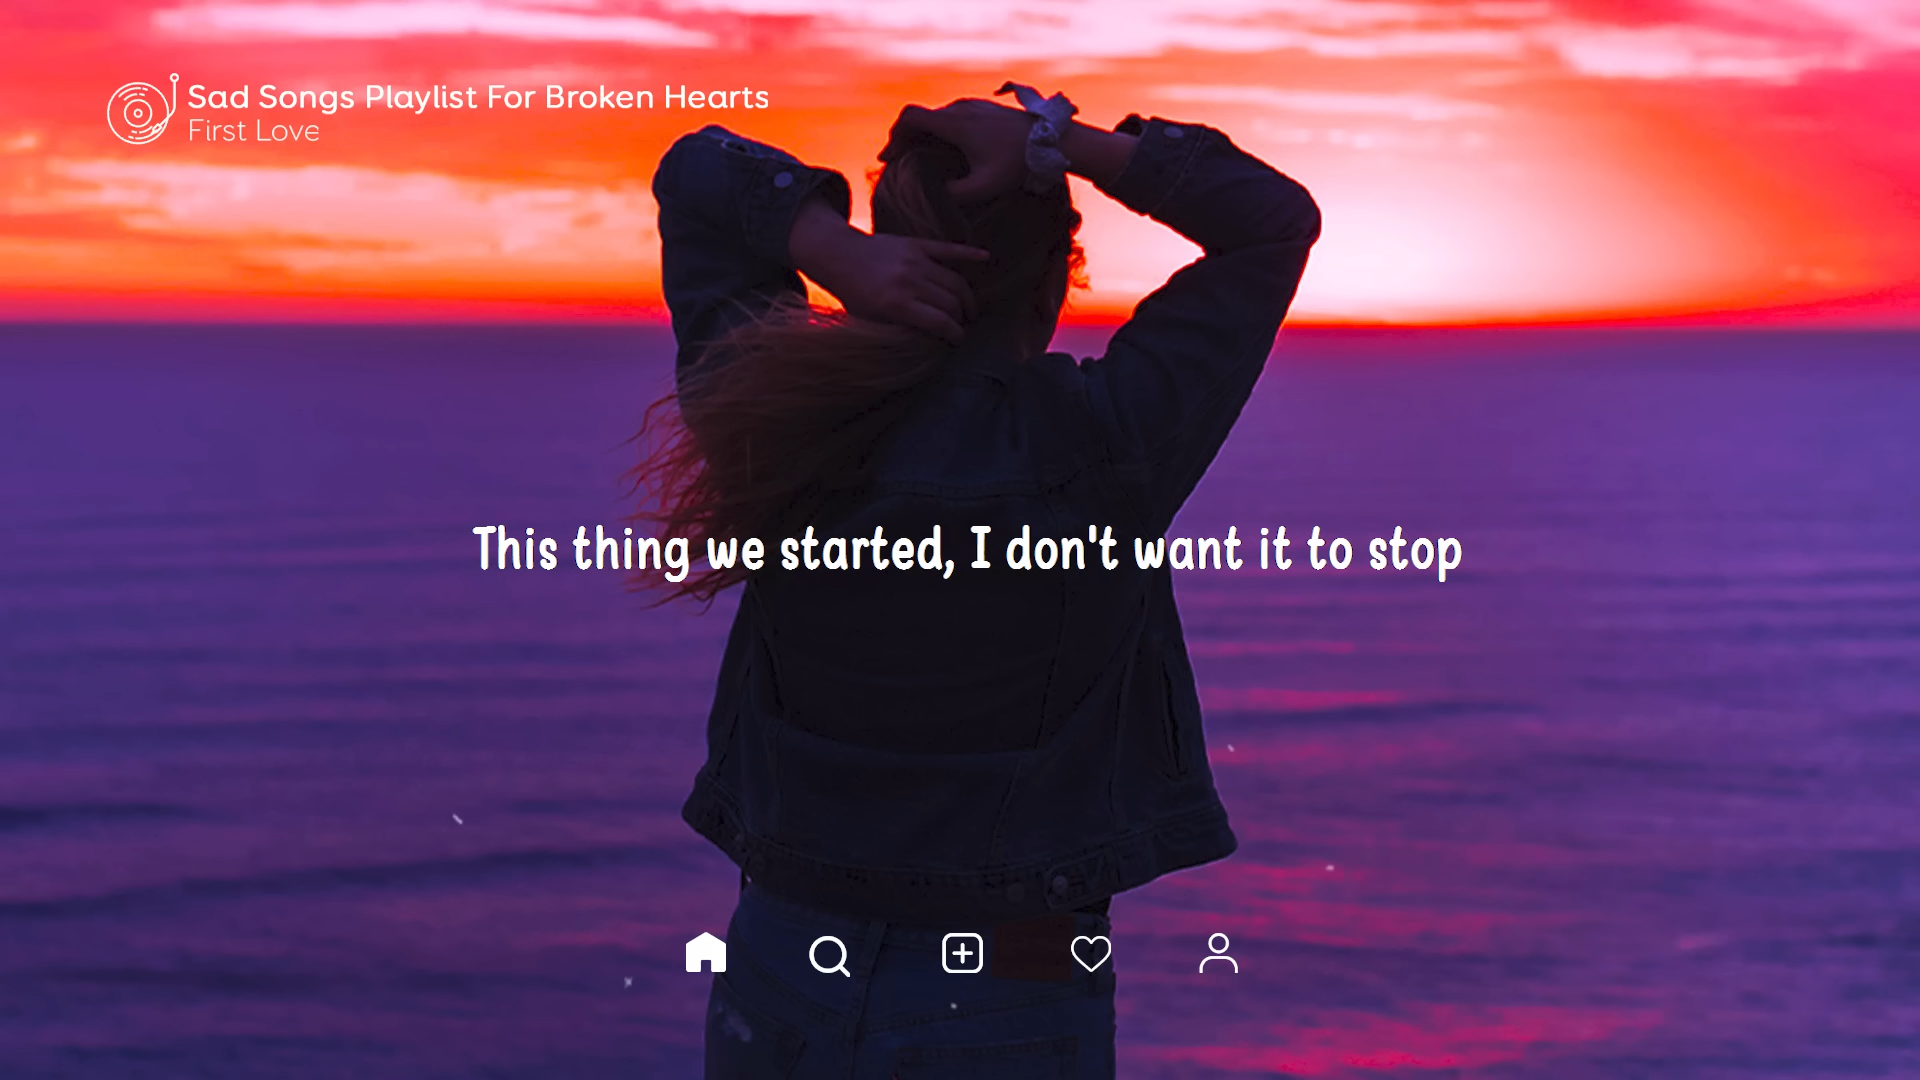 Sad Songs Playlist For Broken Hearts
First Love
This thing we started, I don't want it to stop